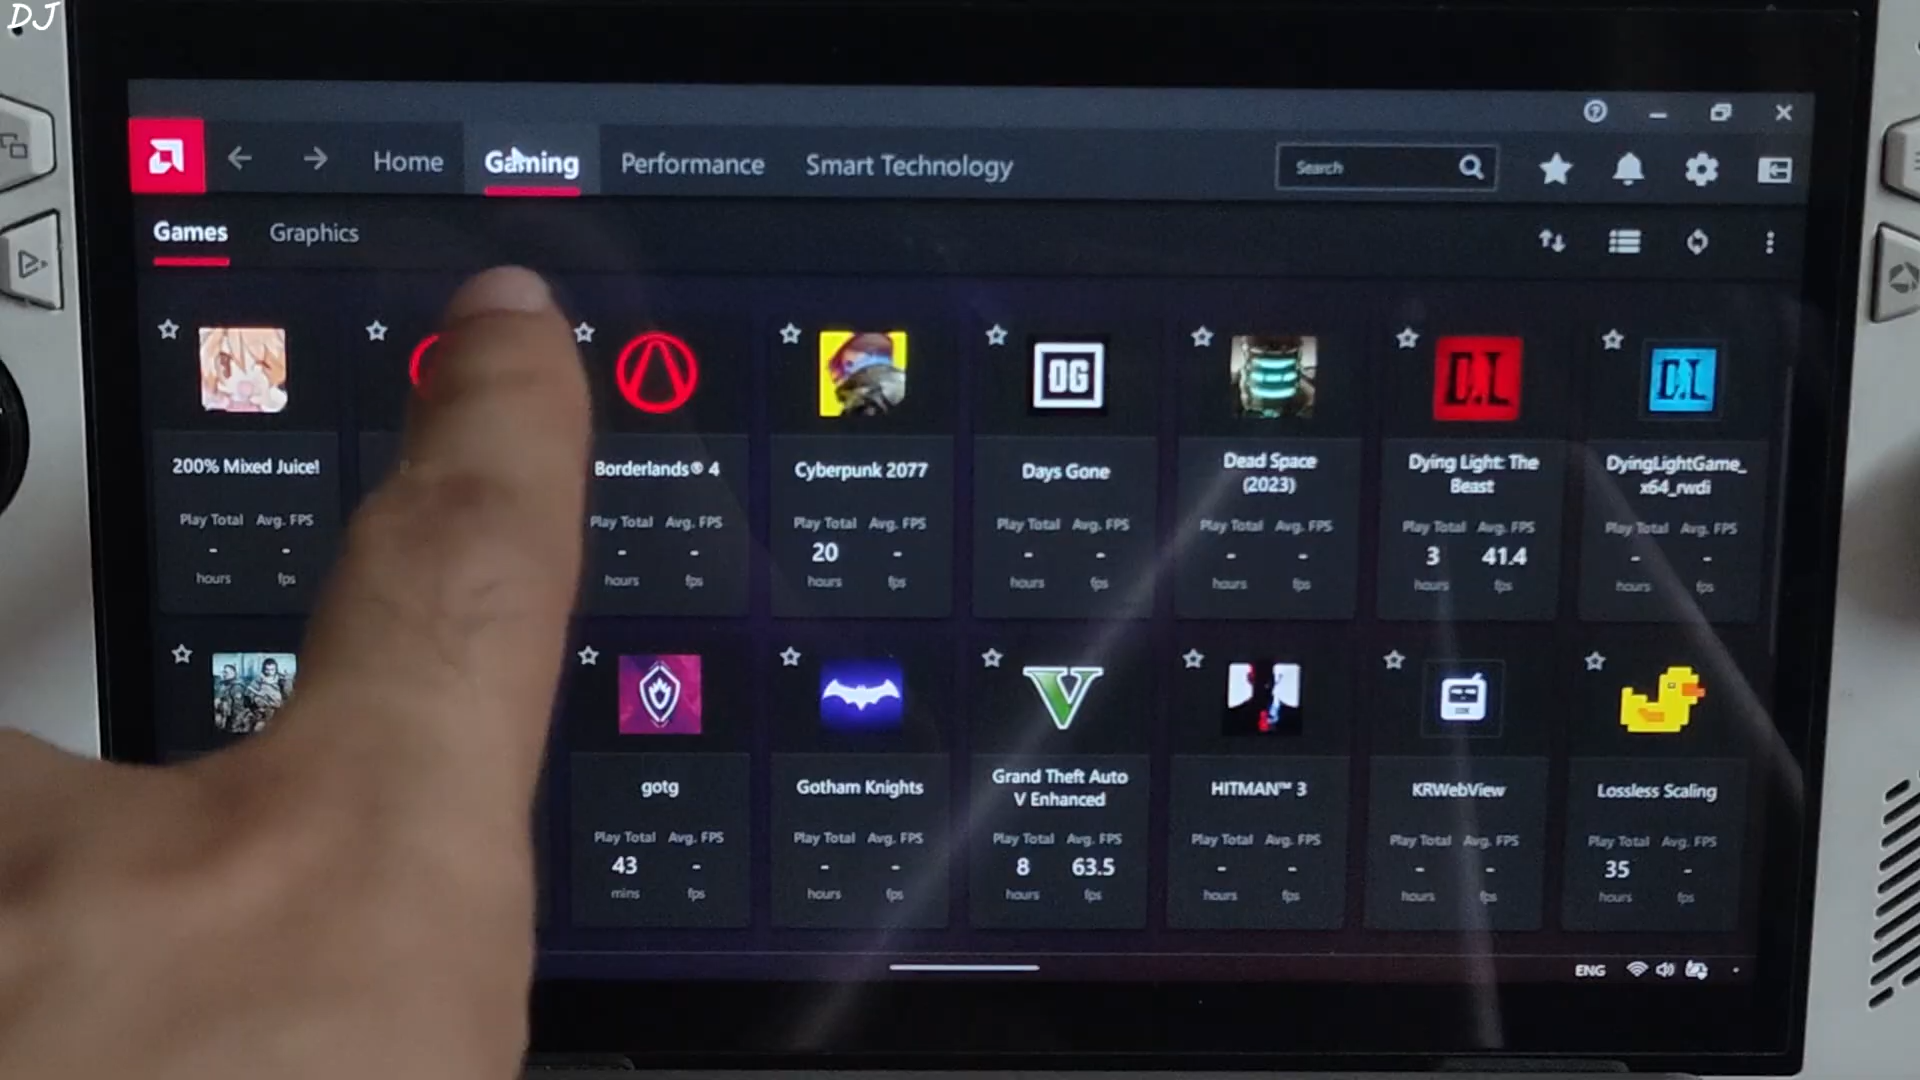 DJ
Home Gaming Performance Smart Technology Search
Games Graphics
200% Mixed Juice!
Play Total Avg. FPS
- -
hours fps
Borderlands® 4
Play Total Avg. FPS
- -
hours fps
Cyberpunk 2077
Play Total Avg. FPS
20 -
hours fps
OG
Days Gone
Play Total Avg. FPS
- -
hours fps
Dead Space
(2023)
Play Total Avg. FPS
- -
hours fps
D.L
Dying Light: The
Beast
Play Total Avg. FPS
3 41.4
hours fps
D.L
DyingLightGame_
x64_rwdi
Play Total Avg. FPS
- -
hours fps
gotg
Play Total Avg. FPS
43 -
mins fps
Gotham Knights
Play Total Avg. FPS
- -
hours fps
V
Grand Theft Auto
V Enhanced
Play Total Avg. FPS
8 63.5
hours fps
HITMAN™ 3
Play Total Avg. FPS
- -
hours fps
KRWebView
Play Total Avg. FPS
- -
hours fps
Lossless Scaling
Play Total Avg. FPS
35 -
hours fps
ENG